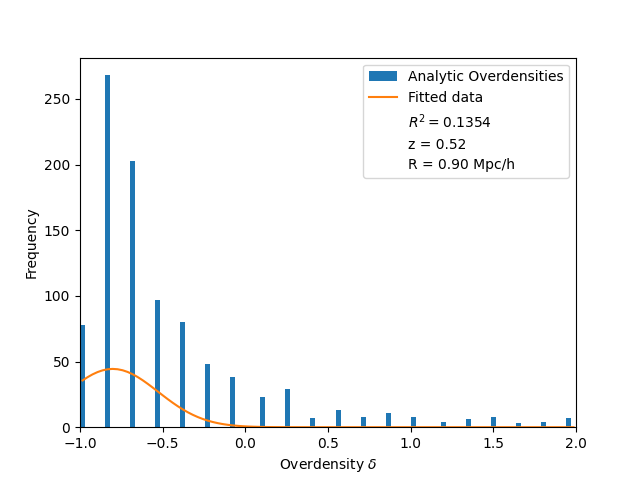 Analytic Overdensities
Fitted data
R² = 0.1354
z = 0.52
R = 0.90 Mpc/h
Frequency
250
200
150
100
50
0
−1.0 −0.5 0.0 0.5 1.0 1.5 2.0
Overdensity δ